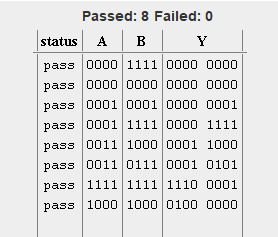 Passed: 8 Failed: 0
status A B Y
pass 0000 1111 0000 0000
pass 0000 0000 0000 0000
pass 0001 0001 0000 0001
pass 0001 1111 0000 1111
pass 0011 1000 0001 1000
pass 0011 0111 0001 0101
pass 1111 1111 1110 0001
pass 1000 1000 0100 0000